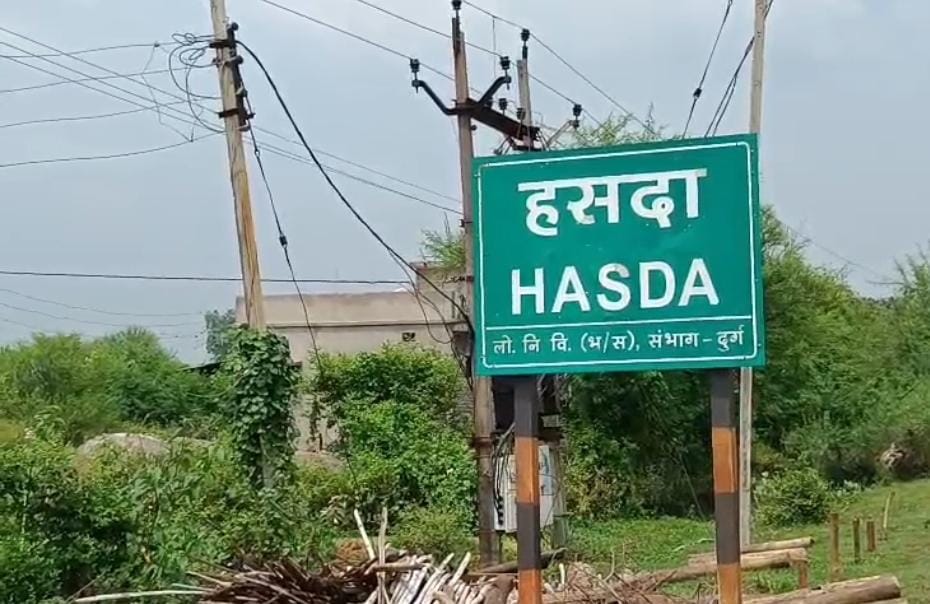 हसदा
HASDA
लो. नि वि. (भ/स), संभाग - दुर्ग